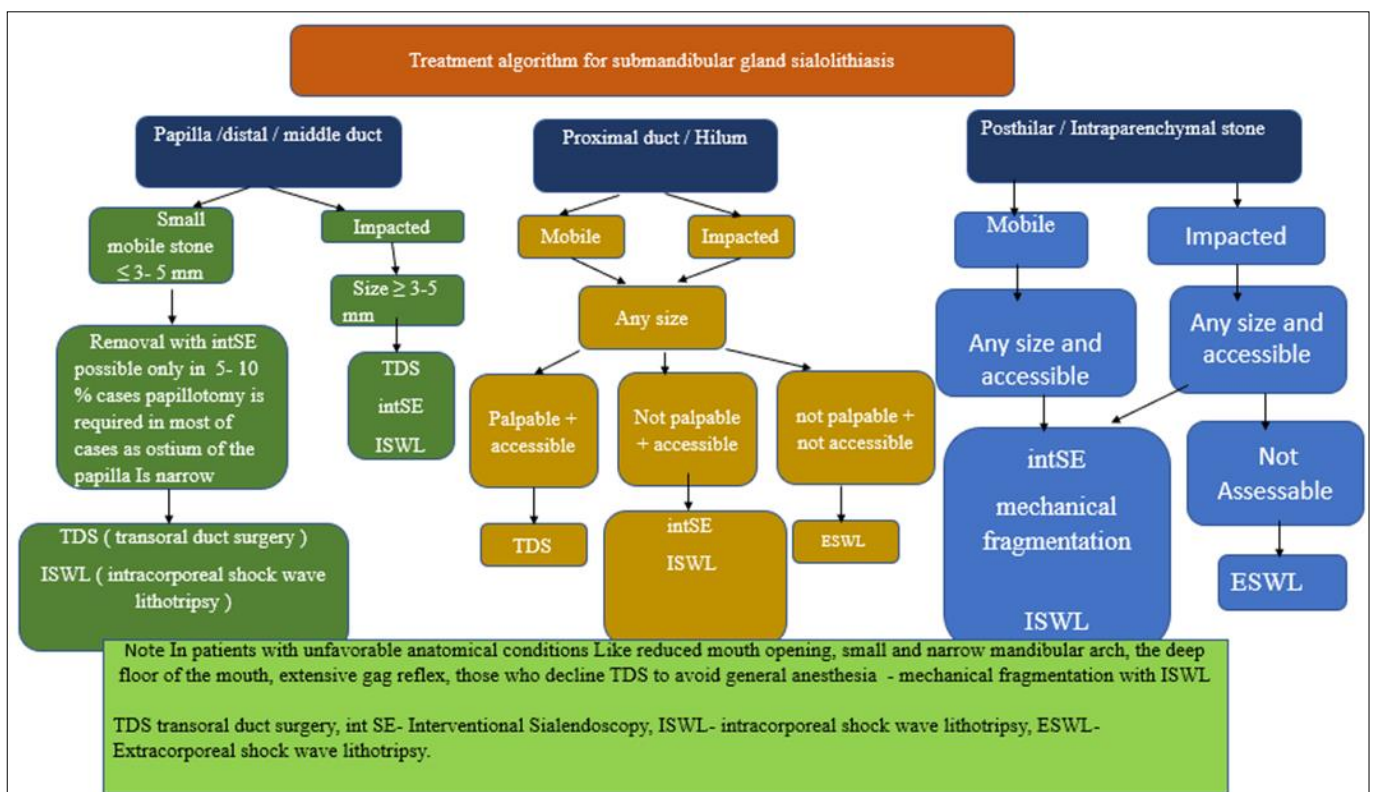 Treatment algorithm for submandibular gland sialolithiasis
Papilla /distal / middle duct
Small
mobile stone
≤ 3- 5 mm
Impacted
Size ≥ 3-5
mm
Removal with intSE
possible only in 5- 10
% cases papillotomy is
required in most of
cases as ostium of the
papilla Is narrow
TDS
intSE
ISWL
TDS ( transoral duct surgery )
ISWL ( intracorporeal shock wave
lithotripsy )
Proximal duct / Hilum
Mobile
Impacted
Any size
Palpable +
accessible
Not palpable
+ accessible
not palpable +
not accessible
TDS
intSE
ISWL
ESWL
Posthilar / Intraparenchymal stone
Mobile
Impacted
Any size and
accessible
Any size and
accessible
intSE
mechanical
fragmentation
ISWL
Not
Assessable
ESWL
Note In patients with unfavorable anatomical conditions Like reduced mouth opening, small and narrow mandibular arch, the deep
floor of the mouth, extensive gag reflex, those who decline TDS to avoid general anesthesia - mechanical fragmentation with ISWL
TDS transoral duct surgery, int SE- Interventional Sialendoscopy, ISWL- intracorporeal shock wave lithotripsy, ESWL-
Extracorporeal shock wave lithotripsy.